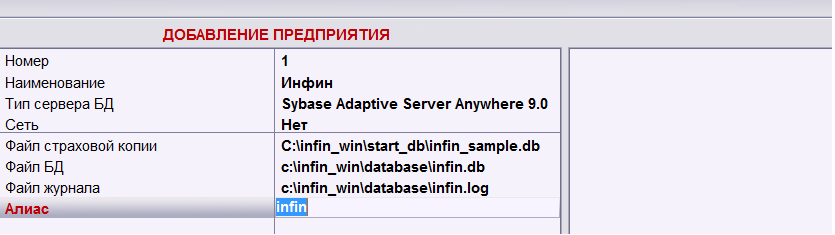 ДОБАВЛЕНИЕ ПРЕДПРИЯТИЯ
Номер 1
Наименование Инфин
Тип сервера БД Sybase Adaptive Server Anywhere 9.0
Сеть Нет
Файл страховой копии C:\infin_win\start_db\infin_sample.db
Файл БД c:\infin_win\database\infin.db
Файл журнала c:\infin_win\database\infin.log
Алиас infin